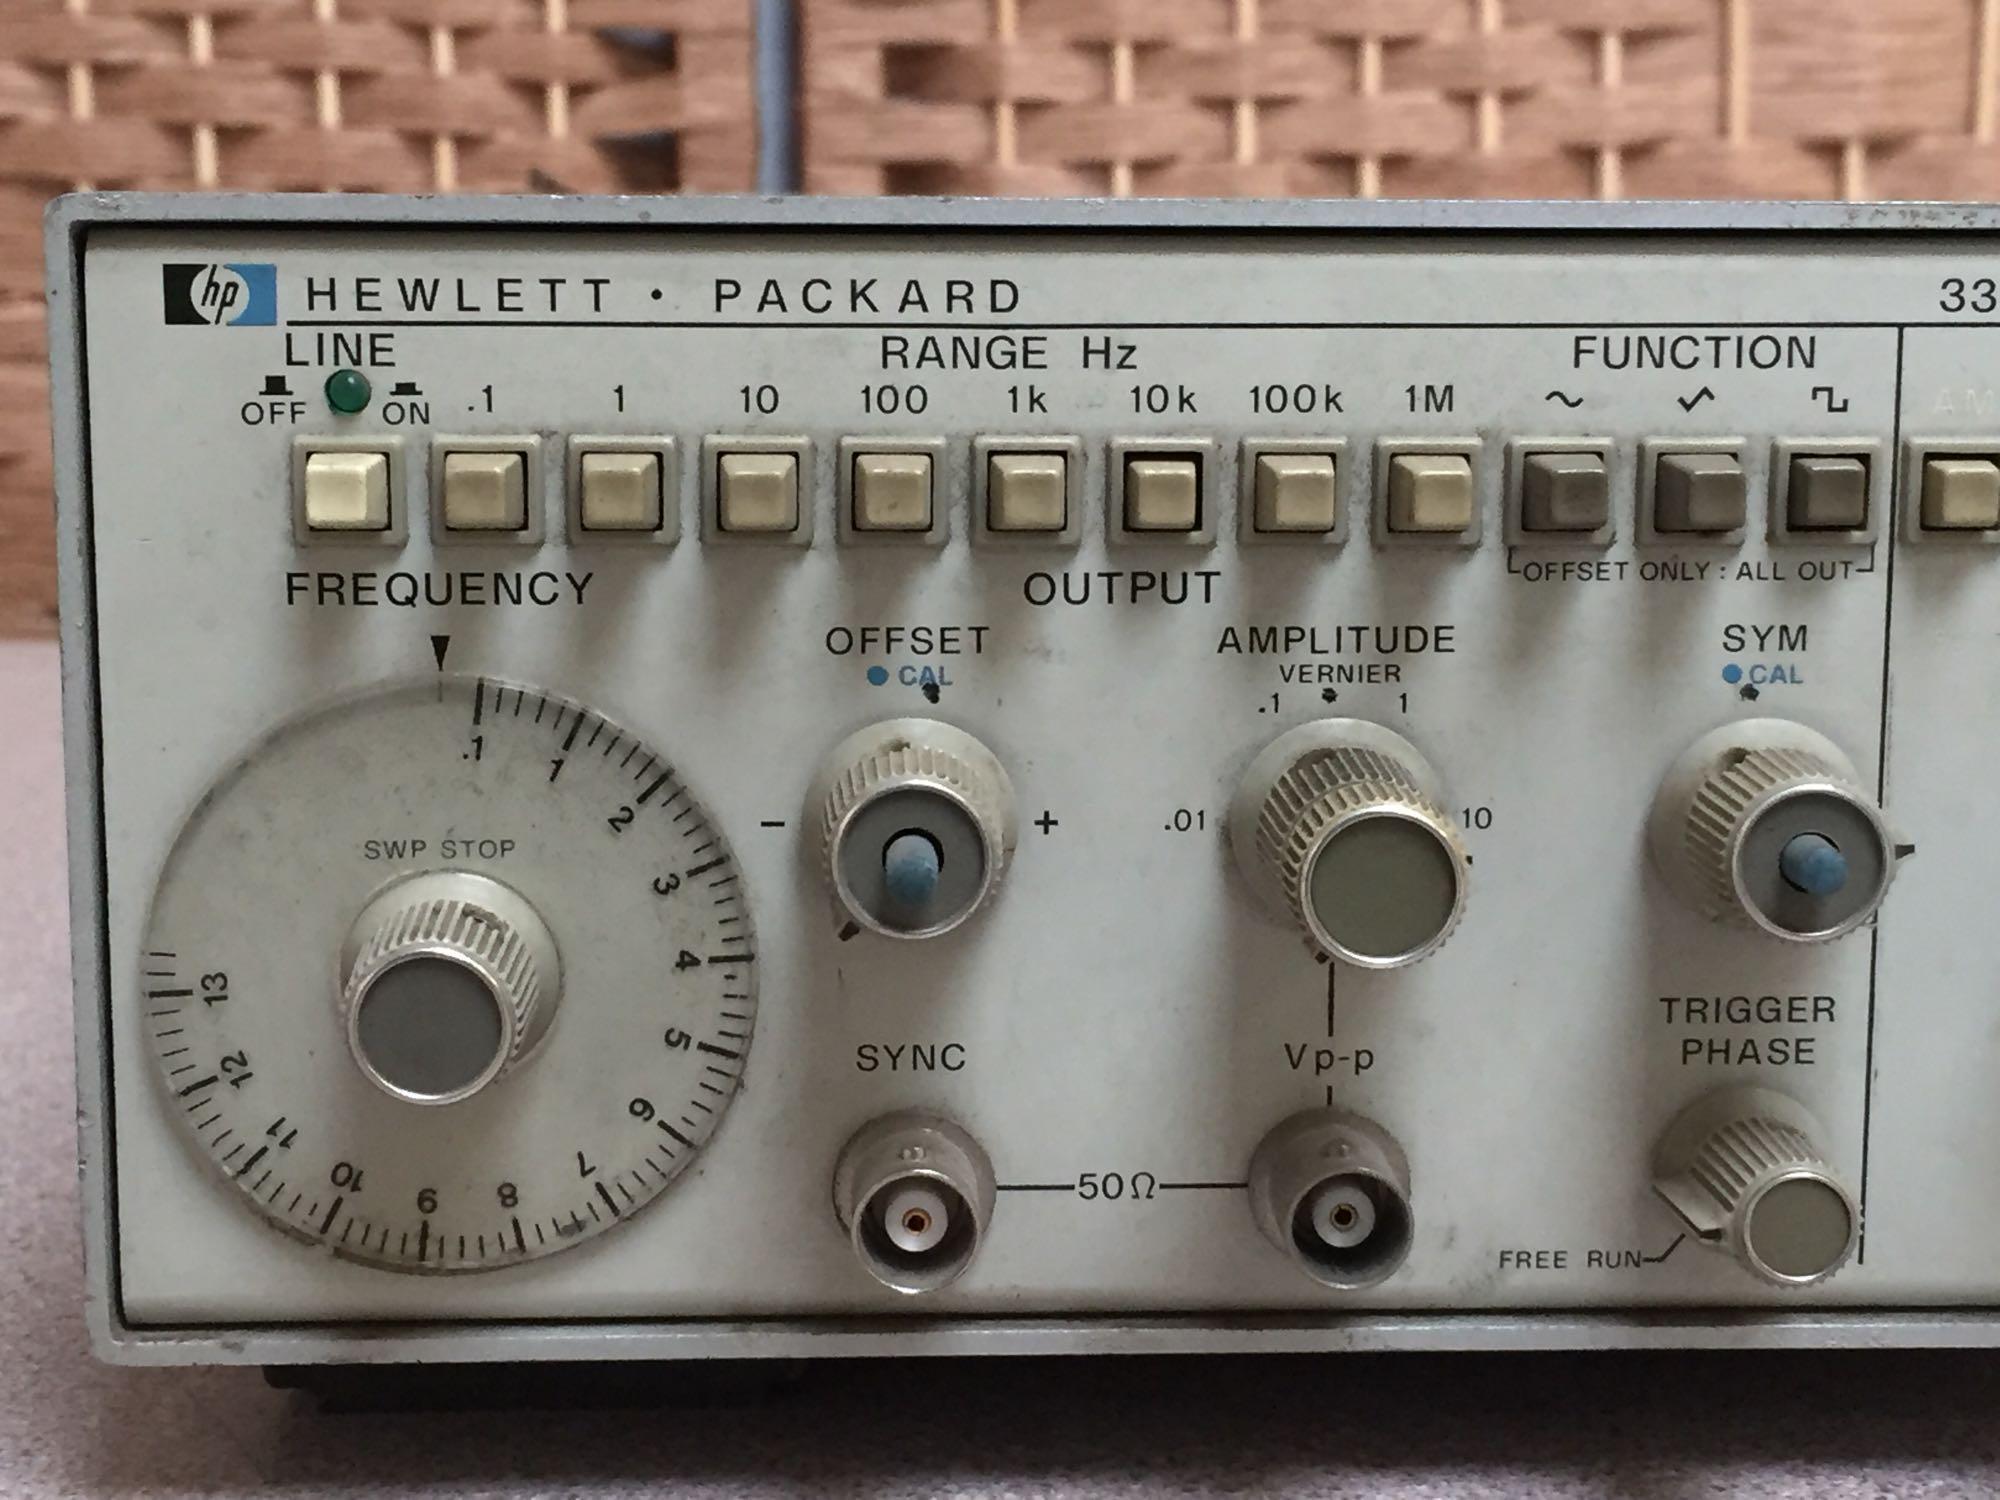 hp HEWLETT · PACKARD 33
LINE RANGE Hz FUNCTION
OFF ON .1 1 10 100 1k 10k 100k 1M AM
OFFSET ONLY : ALL OUT
FREQUENCY OUTPUT
OFFSET AMPLITUDE SYM
CAL VERNIER CAL
.1 1
- + .01 10
.1 1 2 3 4 5 6 7 8 9 10 11 12 13
SWP STOP
TRIGGER
PHASE
SYNC Vp-p
50Ω
FREE RUN